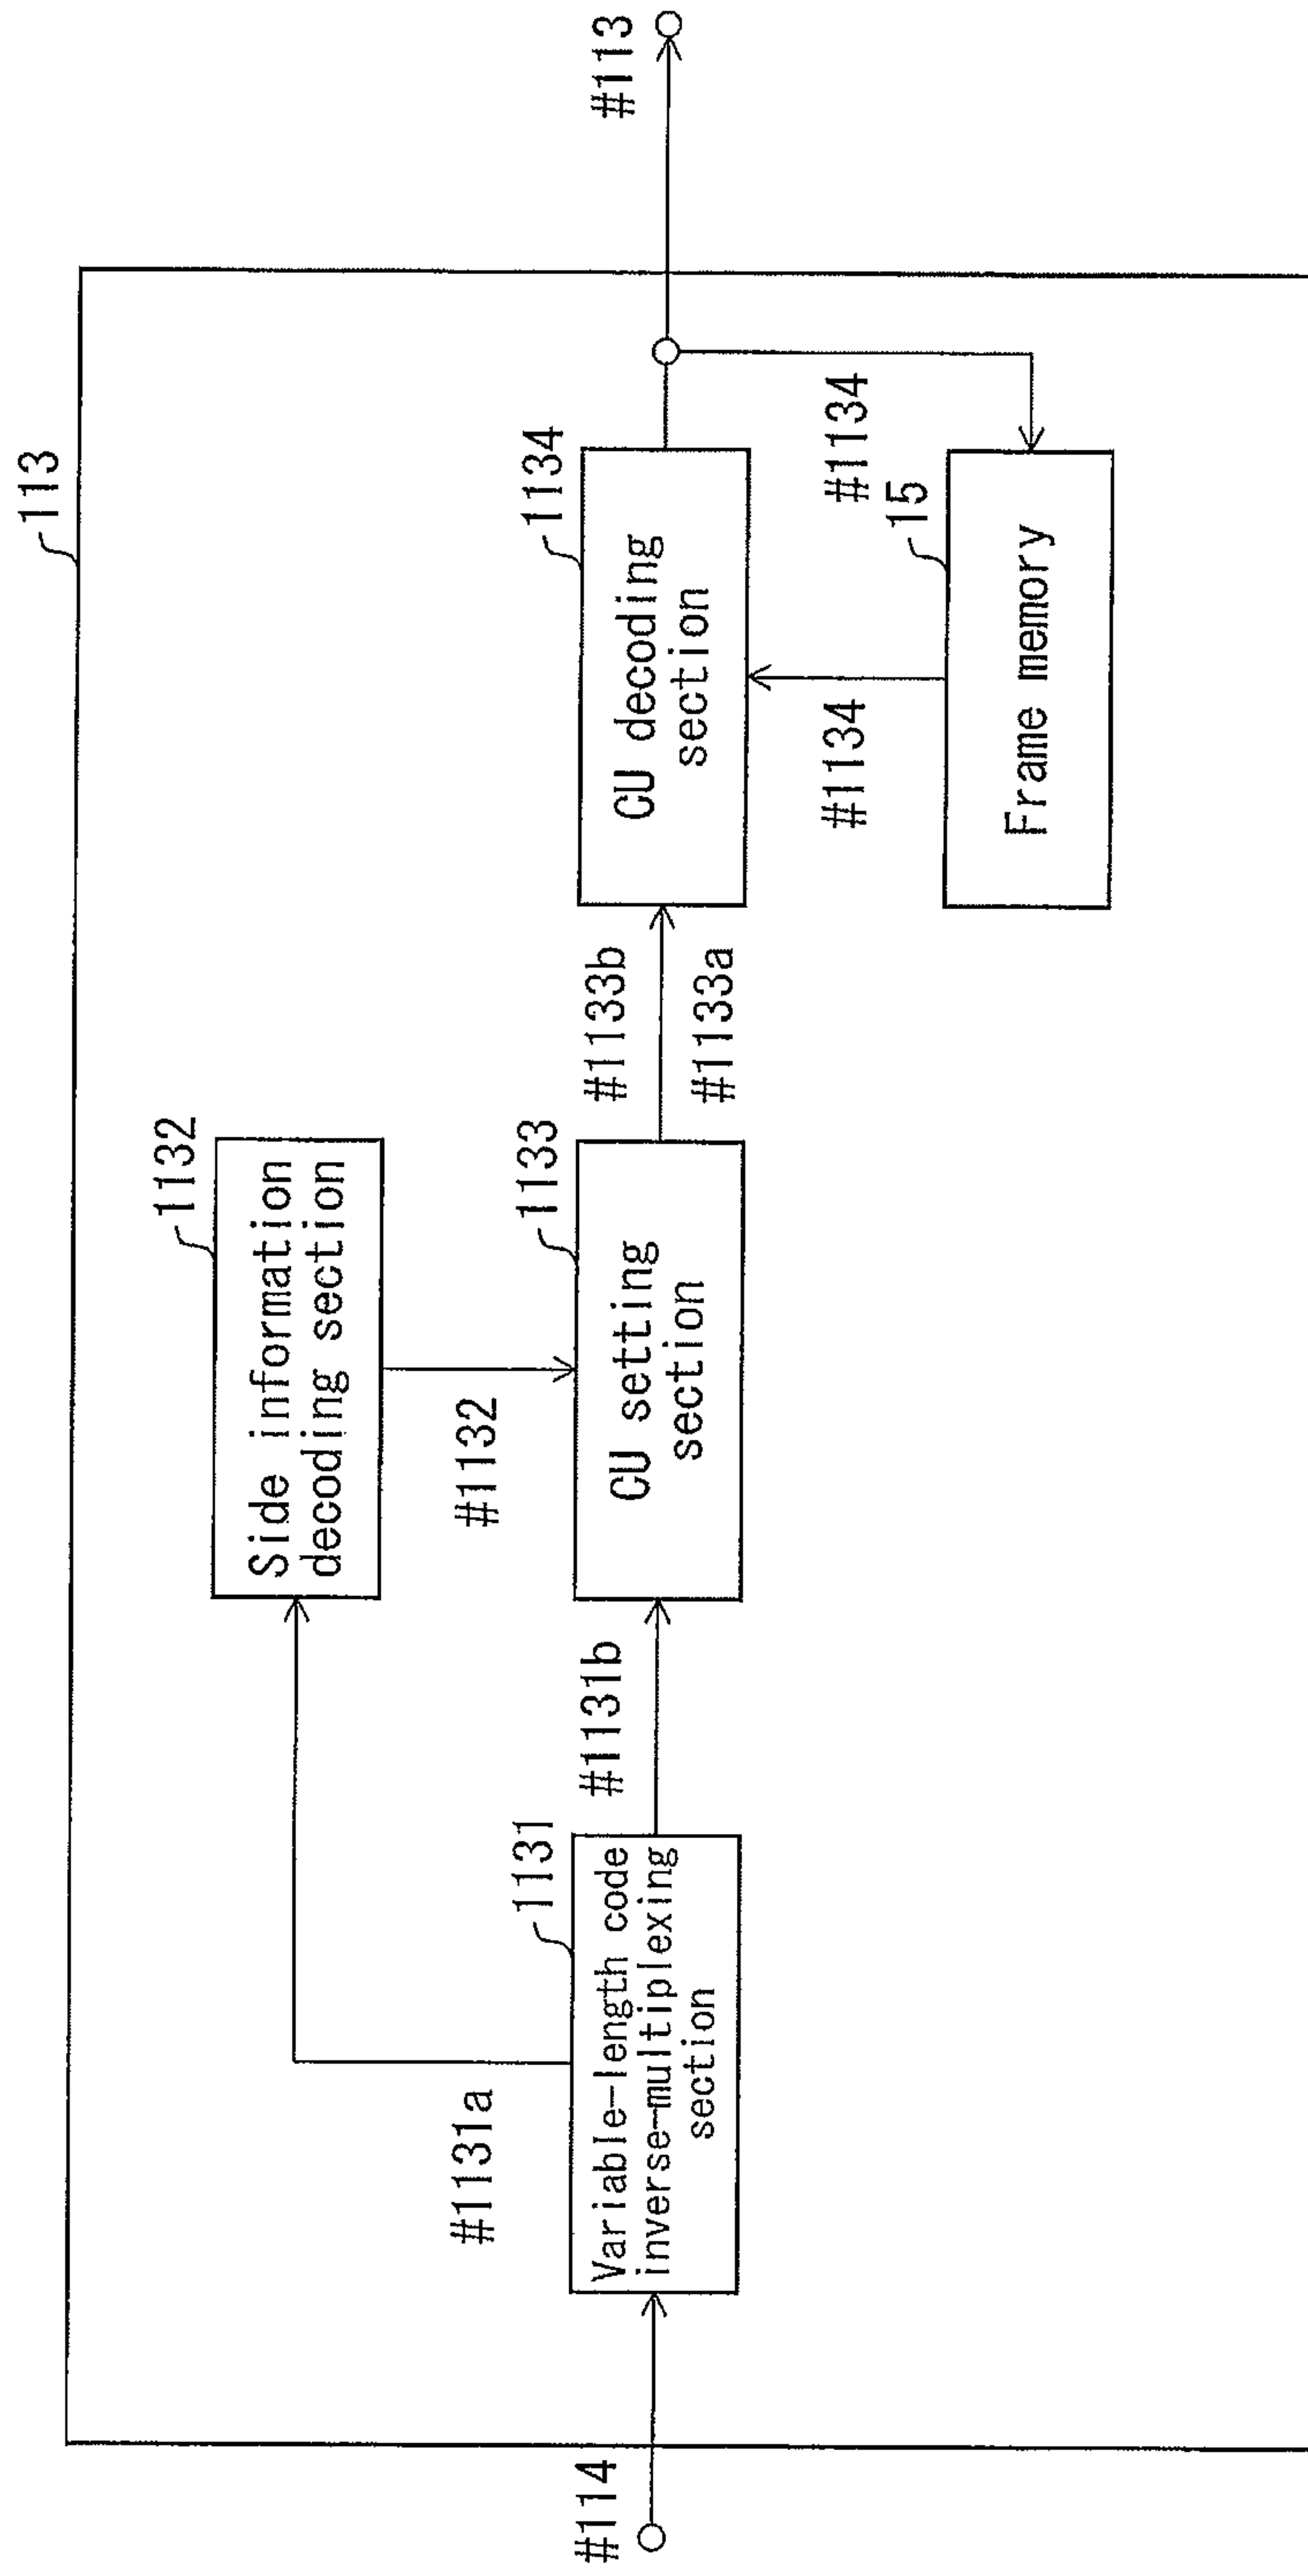 113
#114
#1131a
1131
Variable-length code
inverse-multiplexing
section
#1131b
1132
Side information
decoding section
#1132
1133
CU setting
section
#1133b
#1133a
1134
CU decoding
section
#1134
#1134
15
Frame memory
#113